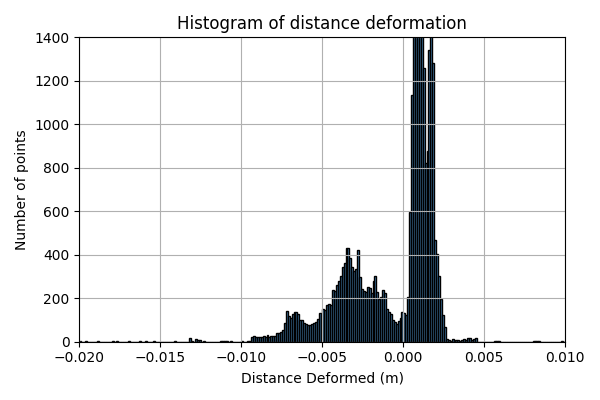 Histogram of distance deformation
1400
1200
1000
800
600
400
200
0
Number of points
−0.020 −0.015 −0.010 −0.005 0.000 0.005 0.010
Distance Deformed (m)